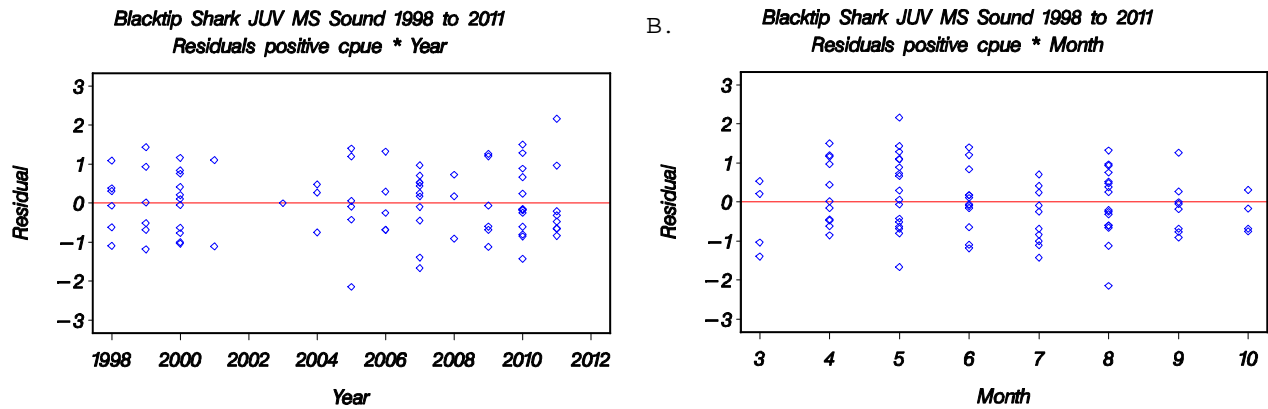 Blacktip Shark JUV MS Sound 1998 to 2011
Residuals positive cpue * Year
3
2
1
0
−1
−2
−3
Residual
1998 2000 2002 2004 2006 2008 2010 2012
Year
B.
Blacktip Shark JUV MS Sound 1998 to 2011
Residuals positive cpue * Month
3
2
1
0
−1
−2
−3
Residual
3 4 5 6 7 8 9 10
Month